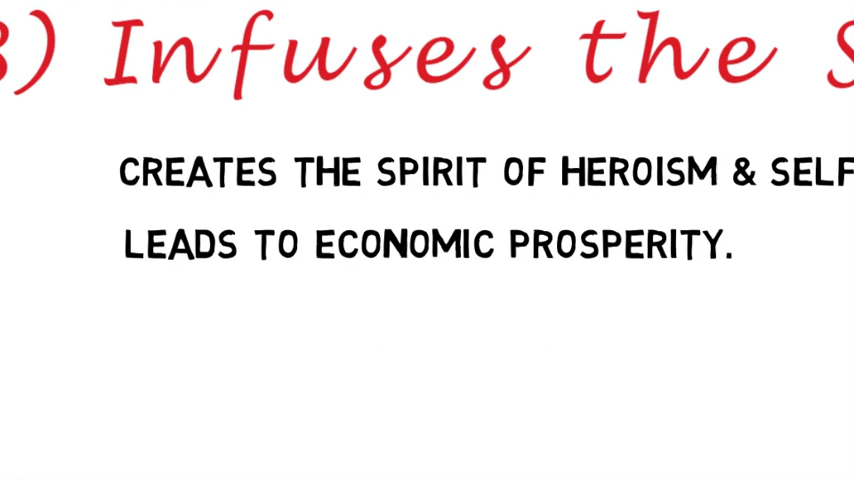 3) Infuses the S
CREATES THE SPIRIT OF HEROISM & SELF
LEADS TO ECONOMIC PROSPERITY.